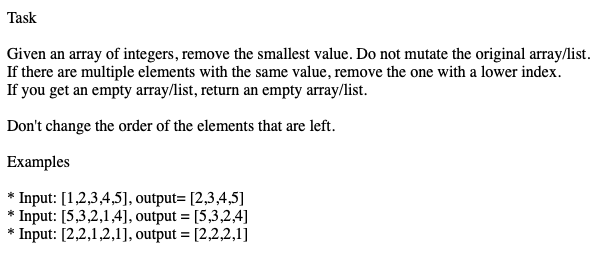 Task
Given an array of integers, remove the smallest value. Do not mutate the original array/list.
If there are multiple elements with the same value, remove the one with a lower index.
If you get an empty array/list, return an empty array/list.
Don't change the order of the elements that are left.
Examples
* Input: [1,2,3,4,5], output= [2,3,4,5]
* Input: [5,3,2,1,4], output = [5,3,2,4]
* Input: [2,2,1,2,1], output = [2,2,2,1]